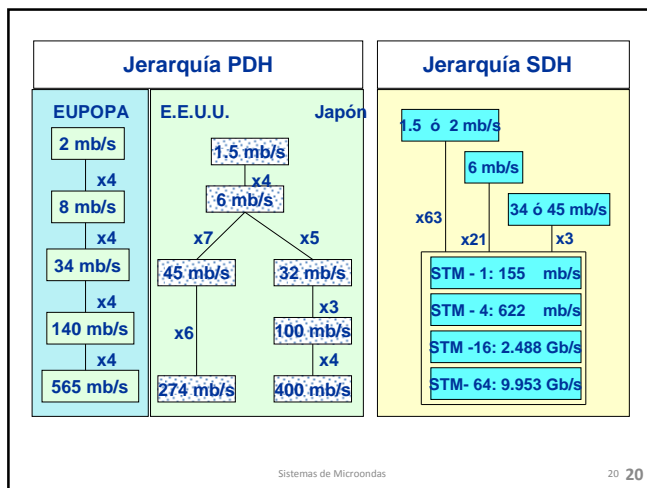 Jerarquía PDH
EUPOPA
2 mb/s
x4
8 mb/s
x4
34 mb/s
x4
140 mb/s
x4
565 mb/s
E.E.U.U.
Japón
1.5 mb/s
x4
6 mb/s
x7
x5
45 mb/s
32 mb/s
x3
x6
100 mb/s
x4
274 mb/s
400 mb/s
Jerarquía SDH
1.5 ó 2 mb/s
6 mb/s
34 ó 45 mb/s
x63
x21
x3
STM - 1: 155 mb/s
STM - 4: 622 mb/s
STM -16: 2.488 Gb/s
STM- 64: 9.953 Gb/s
Sistemas de Microondas
20 20